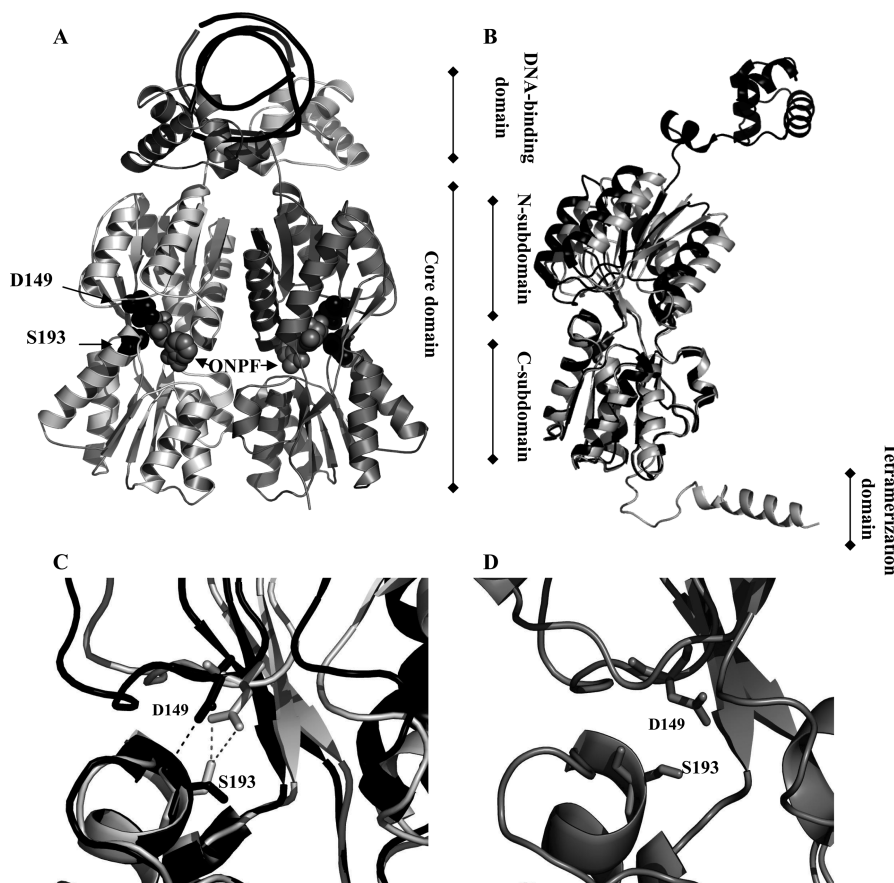 A
B
DNA-binding
domain
Core domain
N-subdomain
C-subdomain
Tetramerization
domain
D149
S193
ONPF
C
D149
S193
D
D149
S193